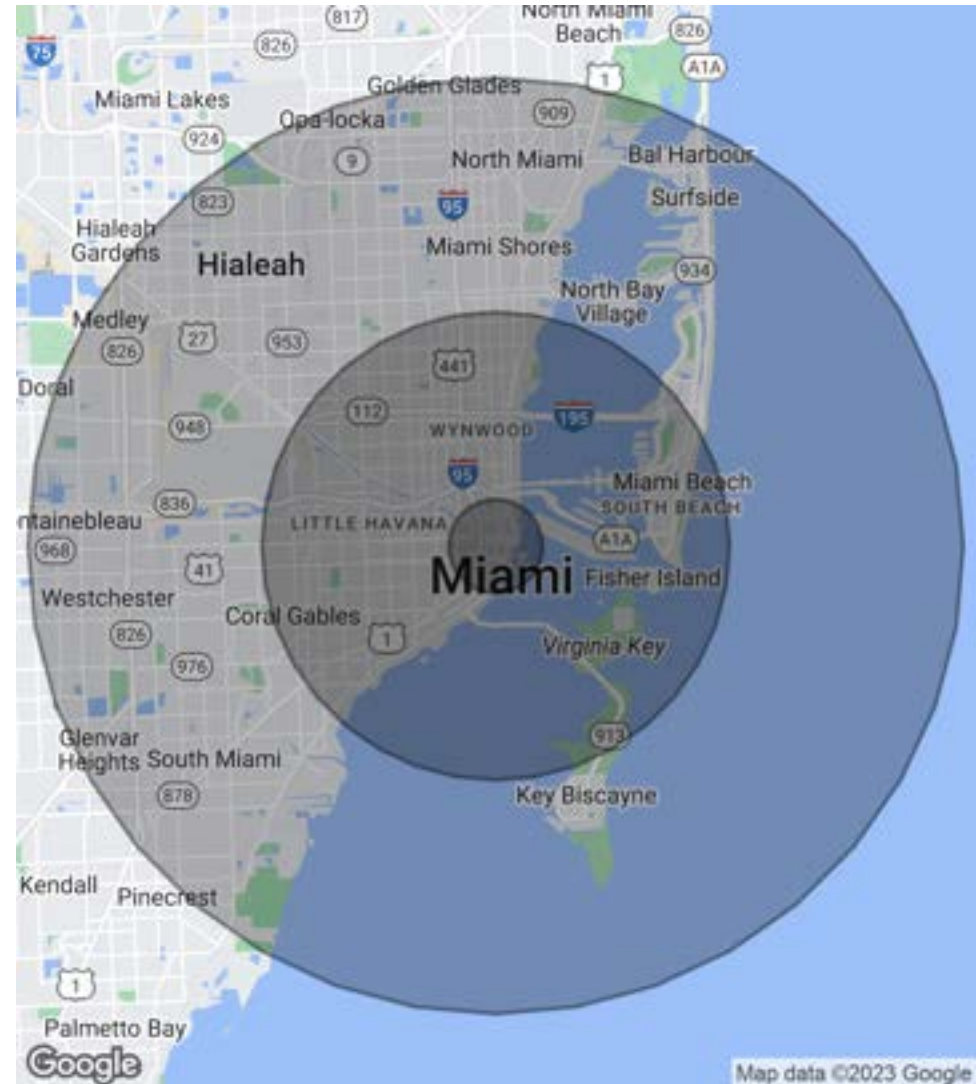 817
North Miami
Beach
826
75
826
1
A1A
Golden Glades
Miami Lakes
909
Opa-locka
924
9
North Miami
Bal Harbour
823
95
Surfside
Hialeah
Gardens
Miami Shores
Hialeah
934
North Bay
Village
Medley
27
953
826
441
Doral
112
195
948
WYNWOOD
95
Miami Beach
836
SOUTH BEACH
ntainebleau
LITTLE HAVANA
A1A
968
41
Miami
Fisher Island
Westchester
Coral Gables
826
1
Virginia Key
976
913
Glenvar
Heights
South Miami
878
Key Biscayne
Kendall
Pinecrest
1
Palmetto Bay
Google
Map data ©2023 Google